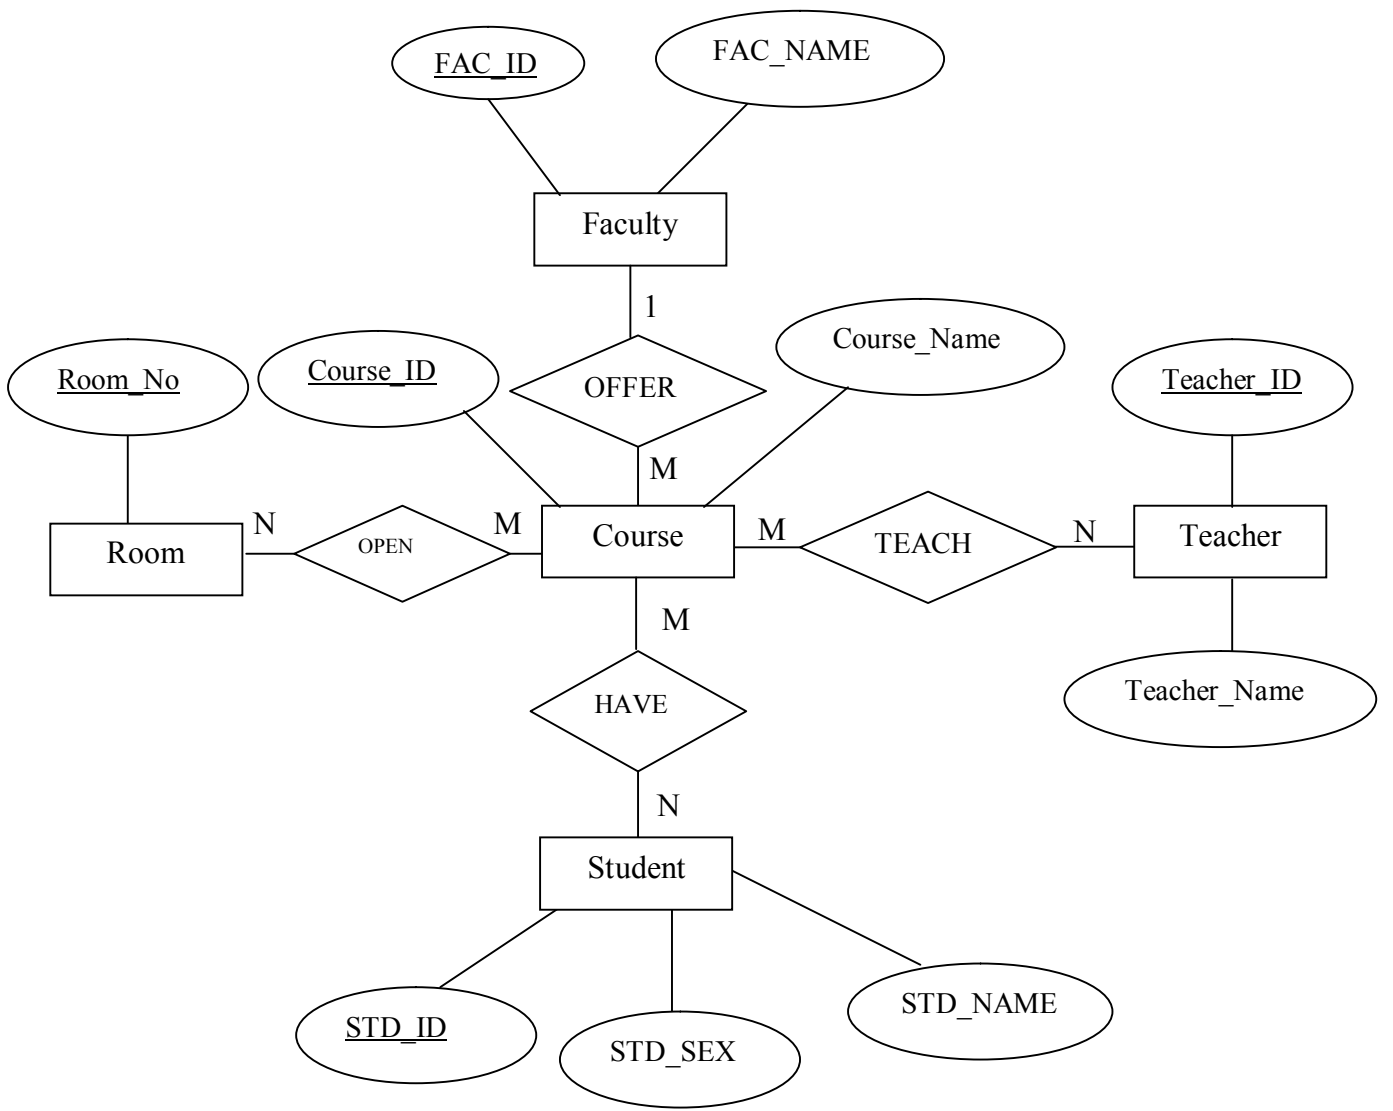 FAC_ID
FAC_NAME
Faculty
1
Room_No
Course_ID
OFFER
Course_Name
Teacher_ID
M
Room
N
OPEN
M
Course
M
TEACH
N
Teacher
M
HAVE
Teacher_Name
N
Student
STD_ID
STD_SEX
STD_NAME